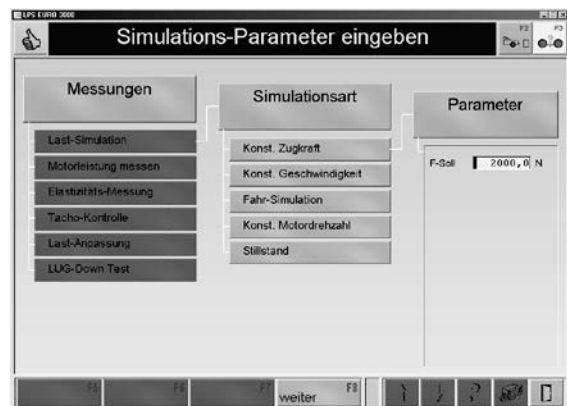 LPS EURO 3000
Simulations-Parameter eingeben
F2
F3
Messungen
Simulationsart
Parameter
Last-Simulation
Motorleistung messen
Elastizitäts-Messung
Tacho-Kontrolle
Last-Anpassung
LUG-Down Test
Konst. Zugkraft
Konst. Geschwindigkeit
Fahr-Simulation
Konst. Motordrehzahl
Stillstand
F-Soll 2000,0 N
F5
F6
F7
weiter F8